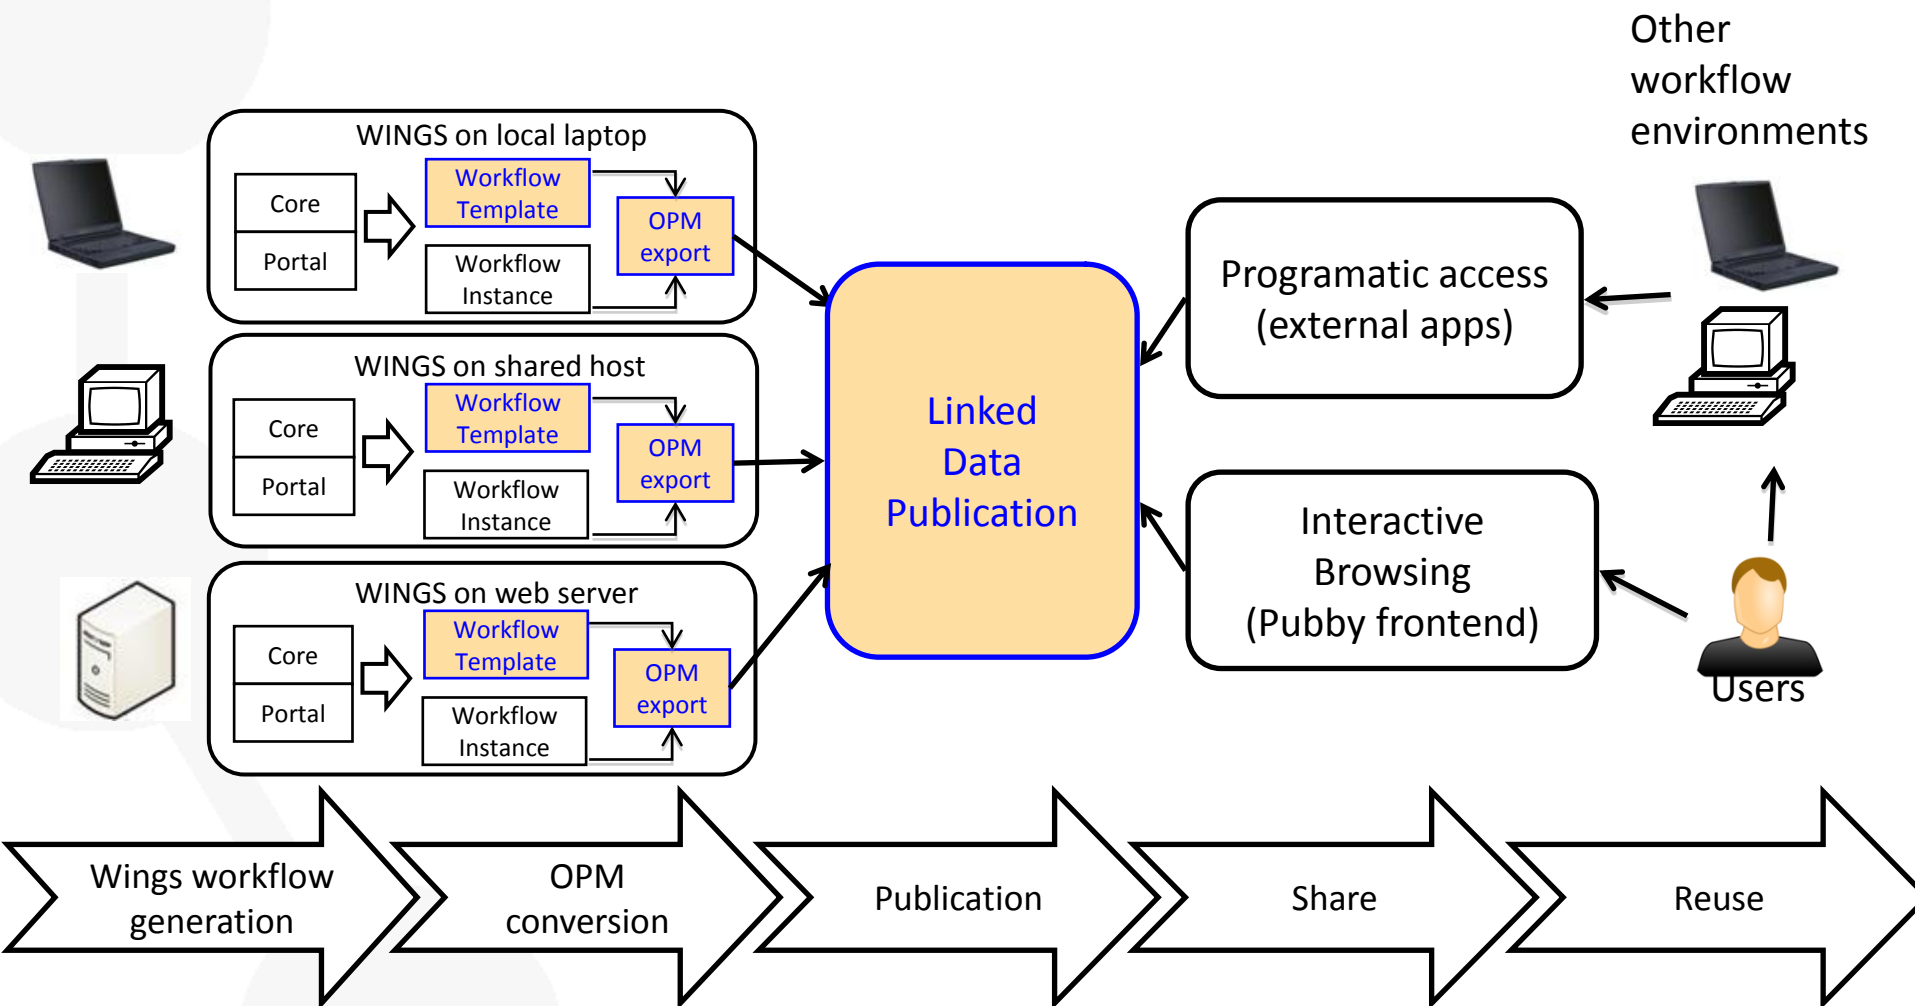 Other
workflow
environments
WINGS on local laptop
Core
Portal
Workflow
Template
Workflow
Instance
OPM
export
WINGS on shared host
Core
Portal
Workflow
Template
Workflow
Instance
OPM
export
WINGS on web server
Core
Portal
Workflow
Template
Workflow
Instance
OPM
export
Linked
Data
Publication
Programatic access
(external apps)
Interactive
Browsing
(Pubby frontend)
Users
Wings workflow
generation
OPM
conversion
Publication
Share
Reuse